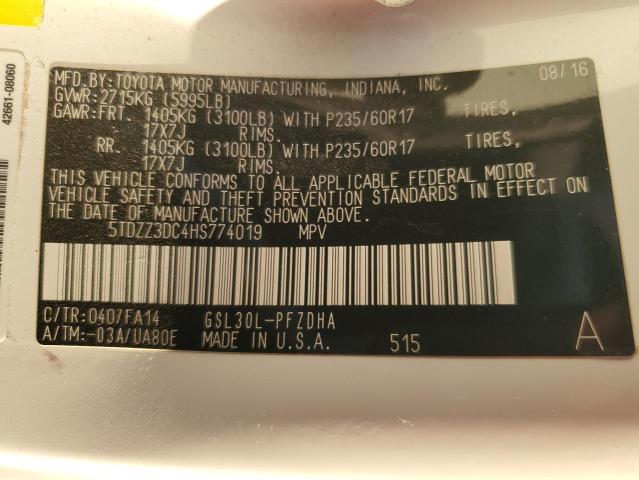 42661-08060
MFD.BY:TOYOTA MOTOR MANUFACTURING, INDIANA, INC. 08/16
GVWR:2715KG (5995LB)
GAWR:FRT. 1405KG (3100LB) WITH P235/60R17 TIRES,
17X7J RIMS.
RR. 1405KG (3100LB) WITH P235/60R17 TIRES,
17X7J RIMS.
THIS VEHICLE CONFORMS TO ALL APPLICABLE FEDERAL MOTOR
VEHICLE SAFETY AND THEFT PREVENTION STANDARDS IN EFFECT ON
THE DATE OF MANUFACTURE SHOWN ABOVE.
5TDZZ3DC4HS774019 MPV
C/TR:040/FA14 GSL30L-PFZDHA
A/TM:-03A/UA80E MADE IN U.S.A. 515 A